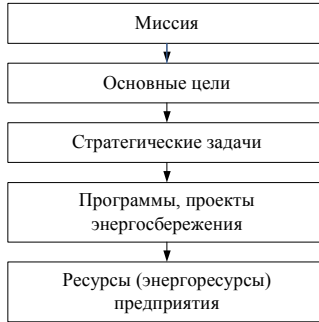 Миссия
Основные цели
Стратегические задачи
Программы, проекты
энергосбережения
Ресурсы (энергоресурсы)
предприятия